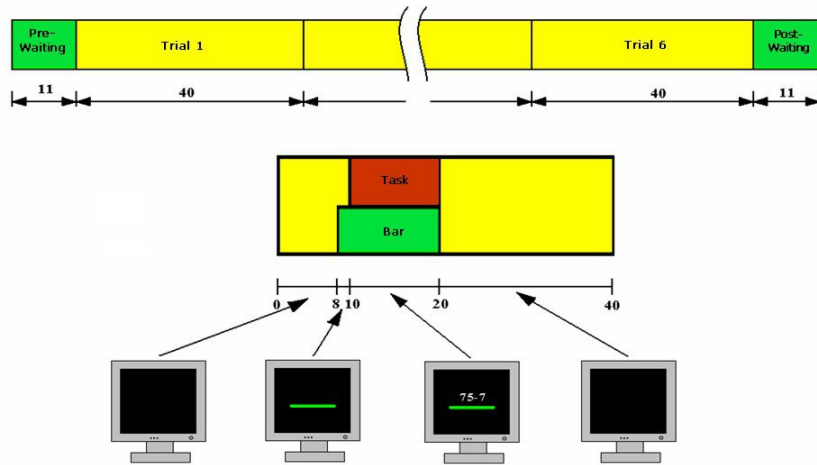 Pre-
Waiting
Trial 1
Trial 6
Post-
Waiting
11
40
40
11
Task
Bar
0
8
10
20
40
75-7